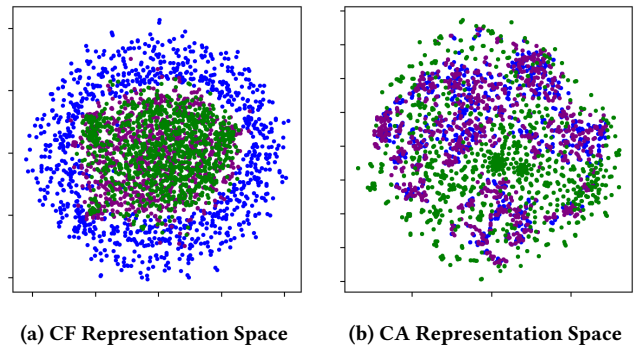 (a) CF Representation Space
(b) CA Representation Space